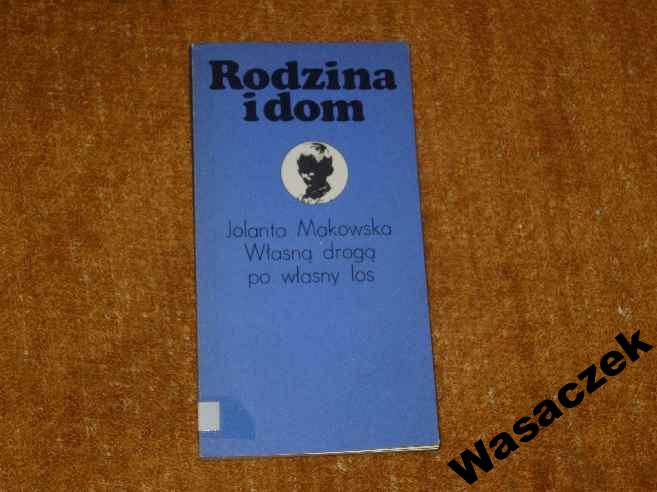 Rodzina
i dom
Jolanta Makowska
Własną drogą
po własny los
Wasaczek